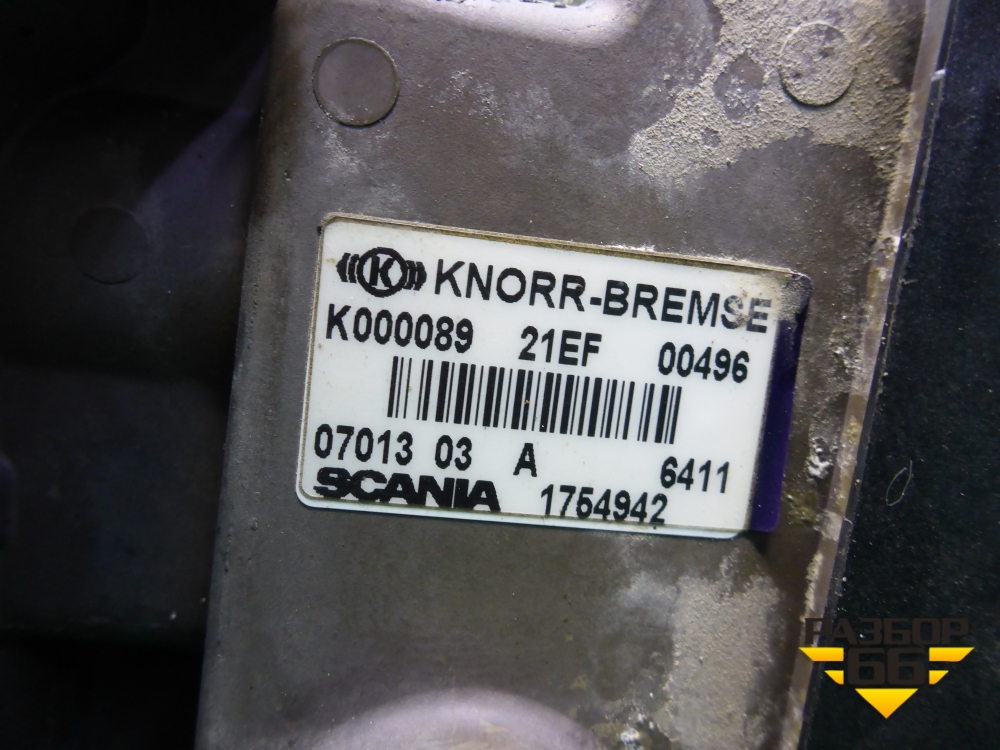 K KNORR-BREMSE
K000089 21EF 00496
07013 03 A 6411
SCANIA 1754942
РАЗБОР
66